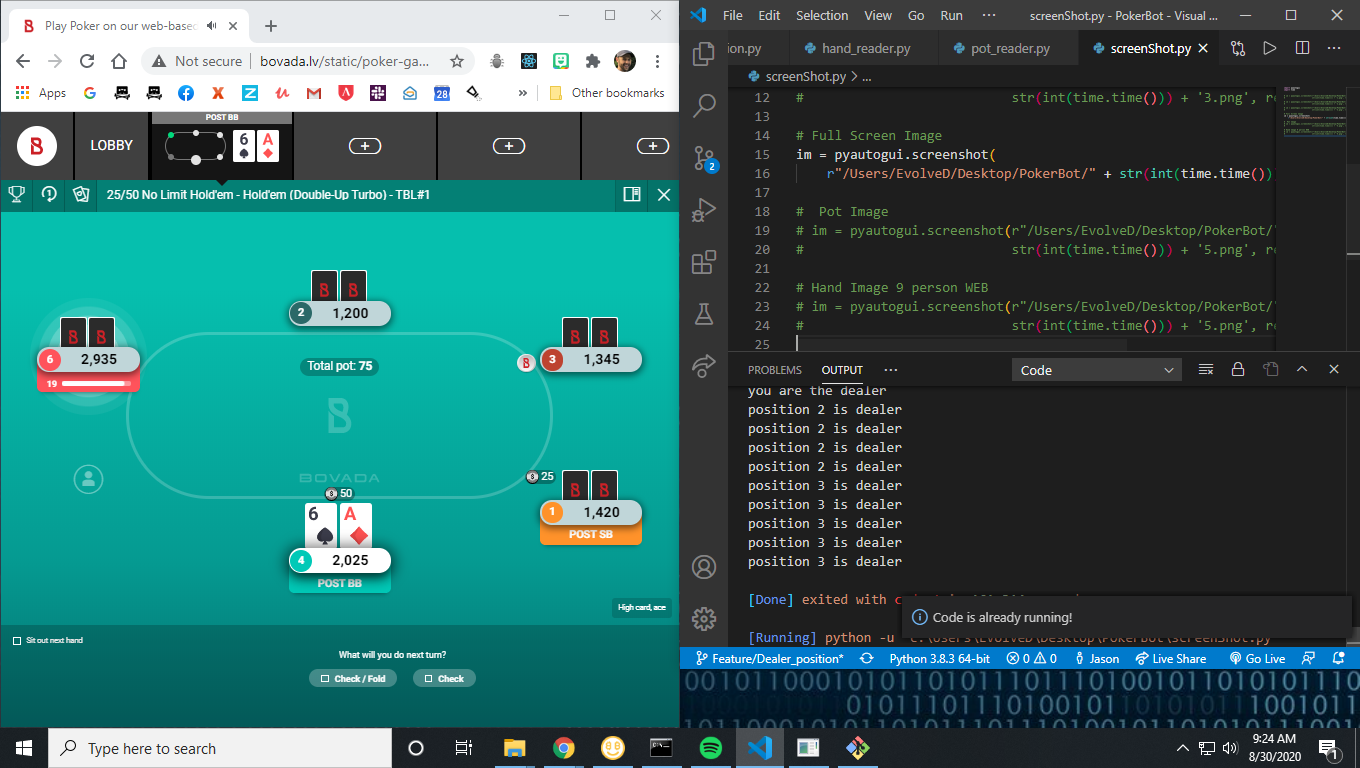 Play Poker on our web-basec
Not secure
bovada.lv/static/poker-ga...
Apps
28
»
Other bookmarks
POST BB
B
LOBBY
6 A
25/50 No Limit Hold'em - Hold'em (Double-Up Turbo) - TBL#1
B B
2 1,200
B B
6 2,935
19
B B
B 3 1,345
Total pot: 75
B
BOVADA
50
25
B B
1 1,420
POST SB
6 A
4 2,025
POST BB
High card, ace
Sit out next hand
What will you do next turn?
Check / Fold
Check
File Edit Selection View Go Run ··· screenShot.py - PokerBot - Visual ...
ion.py hand_reader.py pot_reader.py screenShot.py
screenShot.py > ...
12 # str(int(time.time())) + '3.png', re
13
14 # Full Screen Image
15 im = pyautogui.screenshot(
16 r"/Users/EvolveD/Desktop/PokerBot/" + str(int(time.time())
17
18 #  Pot Image
19 # im = pyautogui.screenshot(r"/Users/EvolveD/Desktop/PokerBot/"
20 # str(int(time.time())) + '5.png', re
21
22 # Hand Image 9 person WEB
23 # im = pyautogui.screenshot(r"/Users/EvolveD/Desktop/PokerBot/"
24 # str(int(time.time())) + '5.png', re
25
2
PROBLEMS OUTPUT ··· Code
you are the dealer
position 2 is dealer
position 2 is dealer
position 2 is dealer
position 2 is dealer
position 3 is dealer
position 3 is dealer
position 3 is dealer
position 3 is dealer
position 3 is dealer
[Done] exited with
Code is already running!
[Running] python -u "c:\Users\EvolveD\Desktop\PokerBot\screenShot.py"
Feature/Dealer_position* Python 3.8.3 64-bit 0 0 Jason Live Share Go Live
Type here to search
9:24 AM
8/30/2020
1